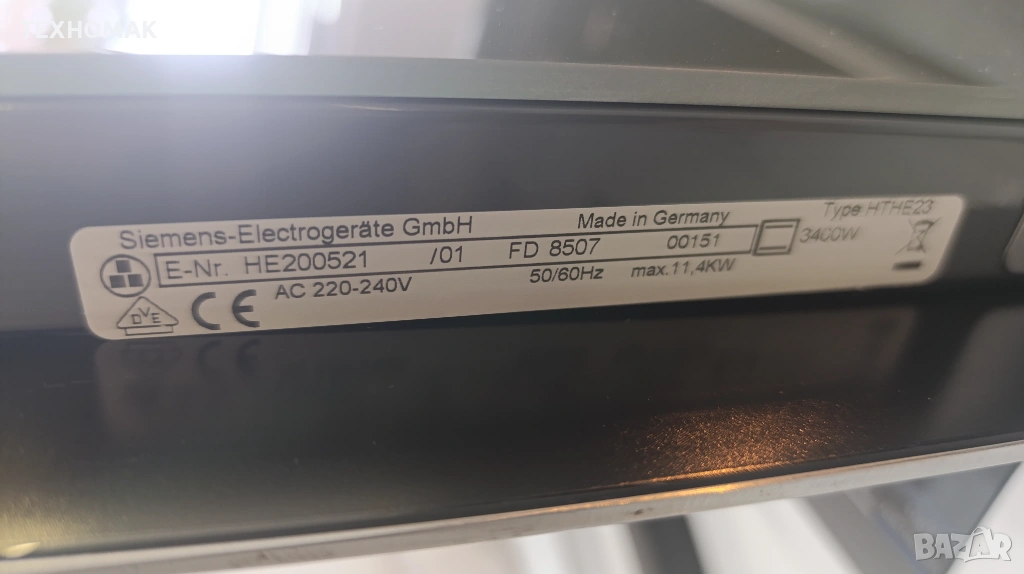 TEXHOMAK
Siemens-Electrogeräte GmbH Made in Germany Type HTHE23
E-Nr. HE200521 /01 FD 8507 00151 3400W
AC 220-240V 50/60Hz max.11,4KW
DVE
CE
BAZAR